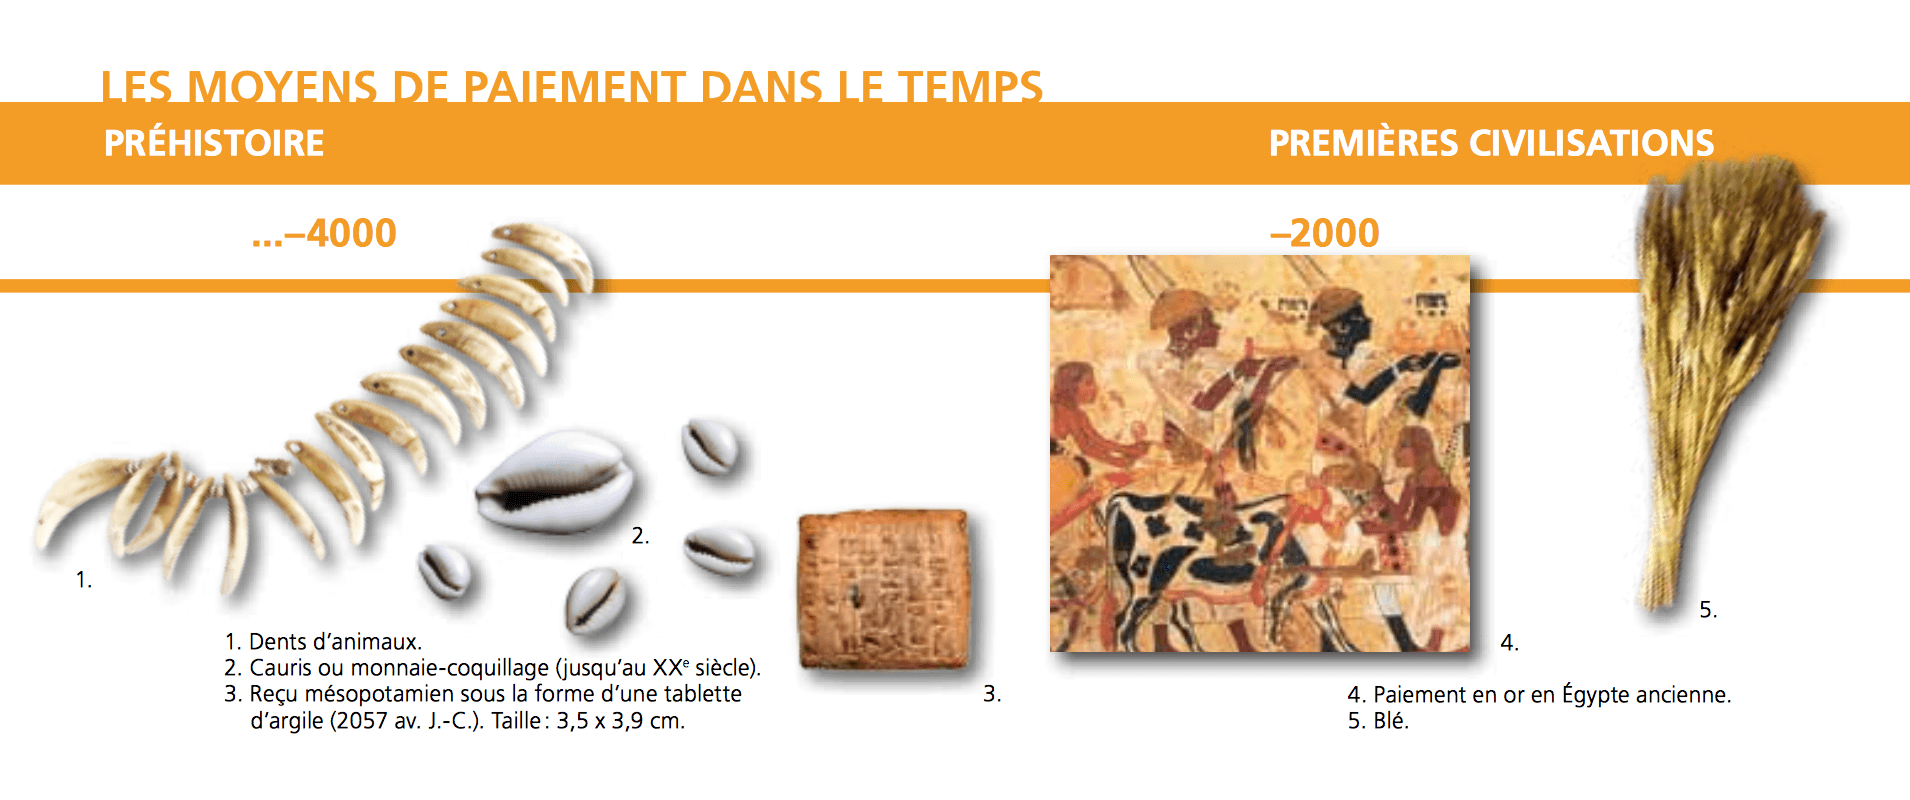 LES MOYENS DE PAIEMENT DANS LE TEMPS
PRÉHISTOIRE
PREMIÈRES CIVILISATIONS
...–4000
–2000
1.
2.
3.
4.
5.
1. Dents d’animaux.
2. Cauris ou monnaie-coquillage (jusqu’au XXe siècle).
3. Reçu mésopotamien sous la forme d’une tablette
d’argile (2057 av. J.-C.). Taille : 3,5 x 3,9 cm.
4. Paiement en or en Égypte ancienne.
5. Blé.